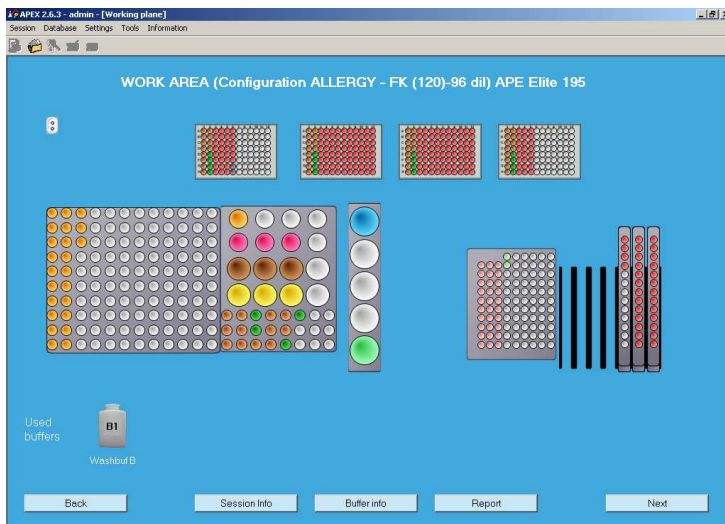 APEX 2.6.3 - admin - [Working plane]
Session Database Settings Tools Information
WORK AREA (Configuration ALLERGY - FK (120)-96 dil) APE Elite 195
Used
buffers
B1
Washbuf B
Back Session Info Buffer info Report Next